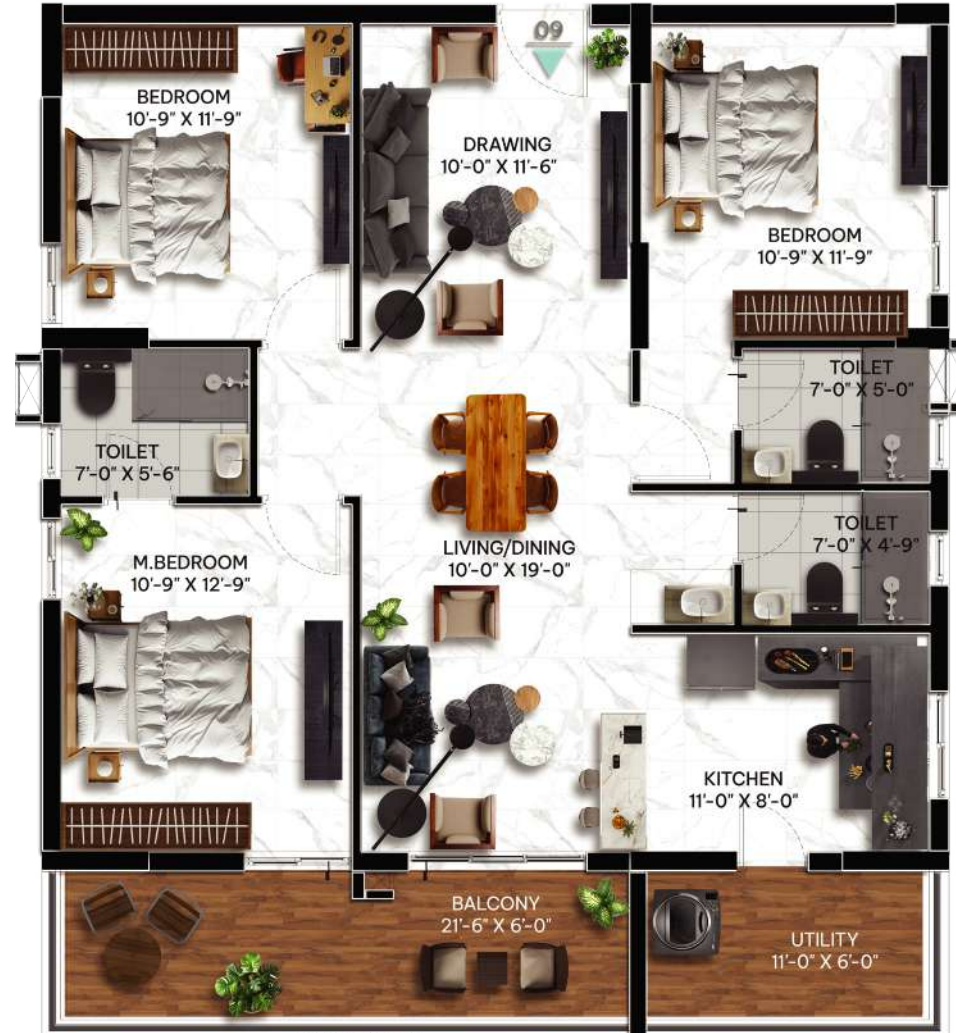 09
BEDROOM
10'-9" X 11'-9"
DRAWING
10'-0" X 11'-6"
BEDROOM
10'-9" X 11'-9"
TOILET
7'-0" X 5'-0"
TOILET
7'-0" X 5'-6"
TOILET
7'-0" X 4'-9"
LIVING/DINING
10'-0" X 19'-0"
M.BEDROOM
10'-9" X 12'-9"
KITCHEN
11'-0" X 8'-0"
BALCONY
21'-6" X 6'-0"
UTILITY
11'-0" X 6'-0"